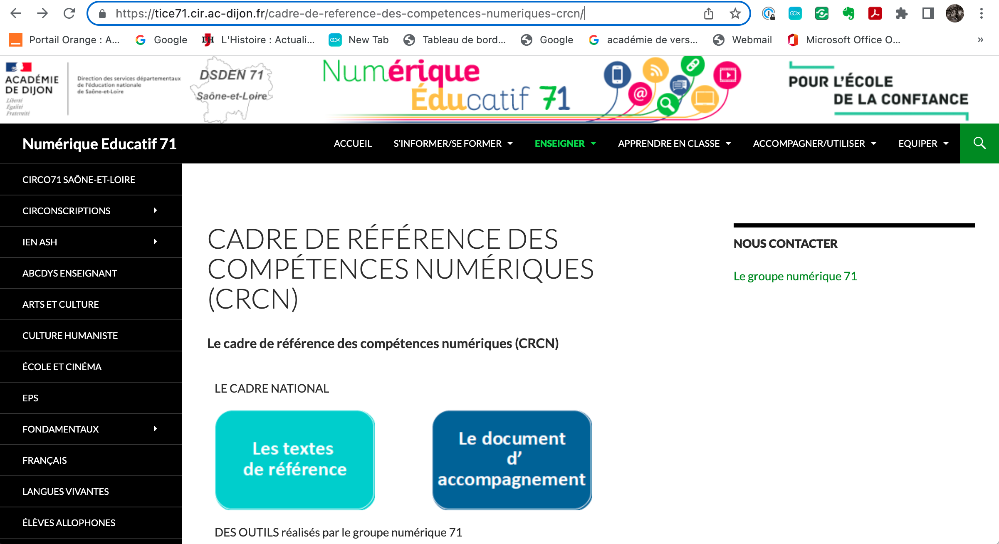 https://tice71.cir.ac-dijon.fr/cadre-de-reference-des-competences-numeriques-crcn/
Portail Orange : A...
Google
L'Histoire : Actuali...
New Tab
Tableau de bord...
Google
académie de vers...
Webmail
Microsoft Office O...
»
ACADÉMIE
DE DIJON
Liberté
Égalité
Fraternité
Direction des services départementaux
de l'éducation nationale
de Saône-et-Loire
DSDEN 71
Saône-et-Loire
Numérique
Éducatif 71
POUR L'ÉCOLE
DE LA CONFIANCE
Numérique Educatif 71
ACCUEIL
S'INFORMER/SE FORMER
ENSEIGNER
APPRENDRE EN CLASSE
ACCOMPAGNER/UTILISER
EQUIPER
CIRCO71 SAÔNE-ET-LOIRE
CIRCONSCRIPTIONS
IEN ASH
ABCDYS ENSEIGNANT
ARTS ET CULTURE
CULTURE HUMANISTE
ÉCOLE ET CINÉMA
EPS
FONDAMENTAUX
FRANÇAIS
LANGUES VIVANTES
ÉLÈVES ALLOPHONES
CADRE DE RÉFÉRENCE DES
COMPÉTENCES NUMÉRIQUES
(CRCN)
Le cadre de référence des compétences numériques (CRCN)
LE CADRE NATIONAL
Les textes
de référence
Le document
d'
accompagnement
DES OUTILS réalisés par le groupe numérique 71
NOUS CONTACTER
Le groupe numérique 71